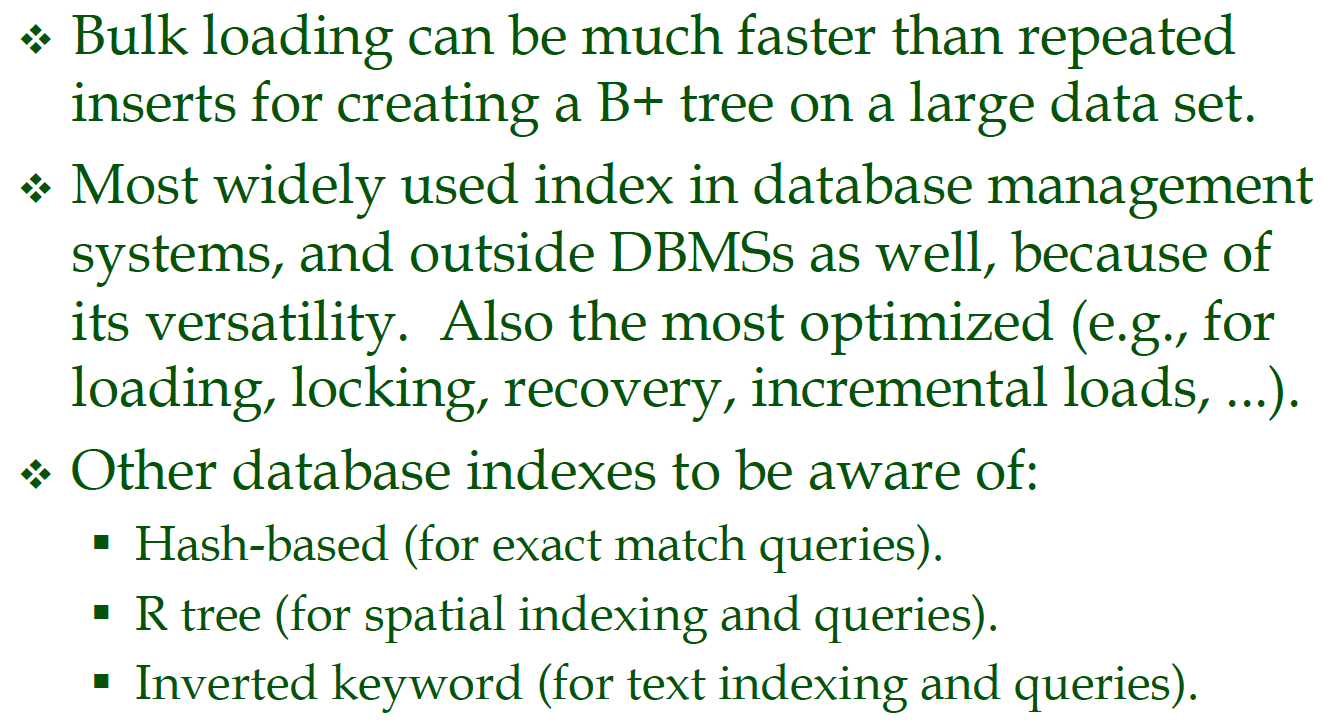 ❖ Bulk loading can be much faster than repeated
inserts for creating a B+ tree on a large data set.
❖ Most widely used index in database management
systems, and outside DBMSs as well, because of
its versatility.  Also the most optimized (e.g., for
loading, locking, recovery, incremental loads, ...).
❖ Other database indexes to be aware of:
▪ Hash-based (for exact match queries).
▪ R tree (for spatial indexing and queries).
▪ Inverted keyword (for text indexing and queries).